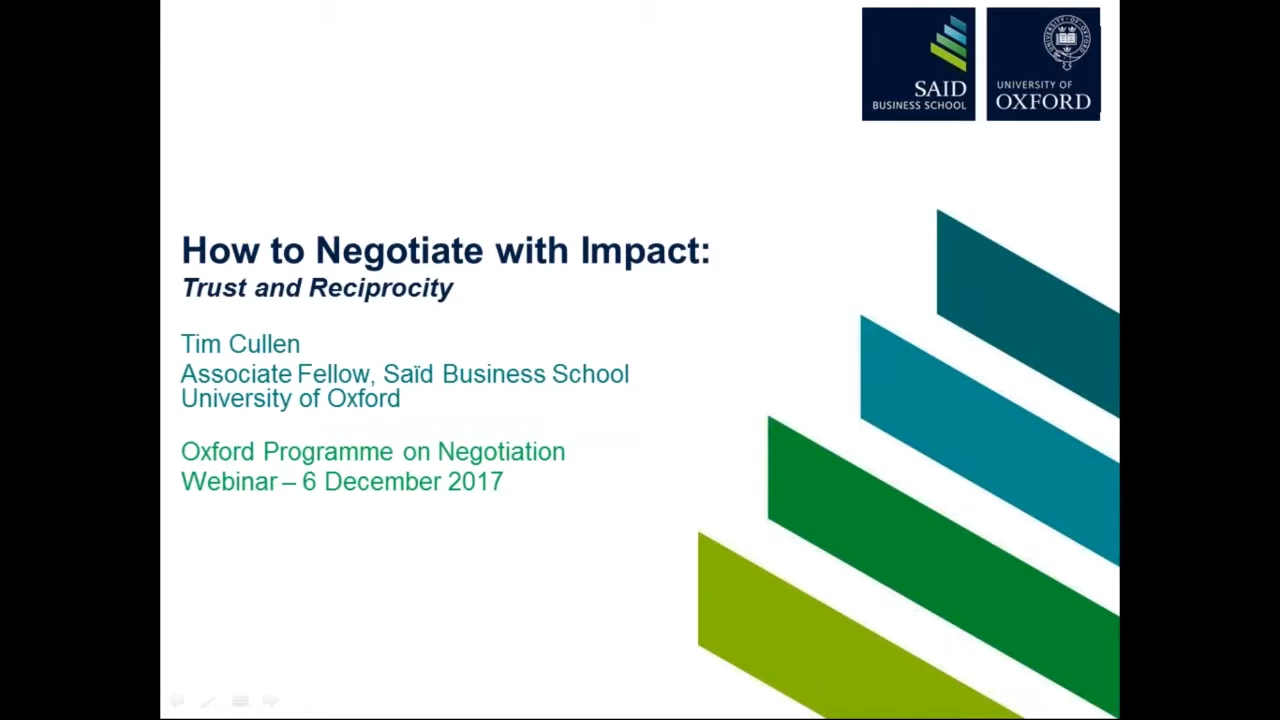 SAID
BUSINESS SCHOOL
UNIVERSITY OF
OXFORD
How to Negotiate with Impact:
Trust and Reciprocity
Tim Cullen
Associate Fellow, Saïd Business School
University of Oxford
Oxford Programme on Negotiation
Webinar – 6 December 2017